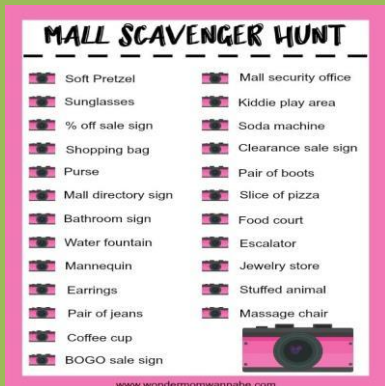 MALL SCAVENGER HUNT
Soft Pretzel
Sunglasses
% off sale sign
Shopping bag
Purse
Mall directory sign
Bathroom sign
Water fountain
Mannequin
Earrings
Pair of jeans
Coffee cup
BOGO sale sign
Mall security office
Kiddie play area
Soda machine
Clearance sale sign
Pair of boots
Slice of pizza
Food court
Escalator
Jewelry store
Stuffed animal
Massage chair
www.wondermomwannabe.com